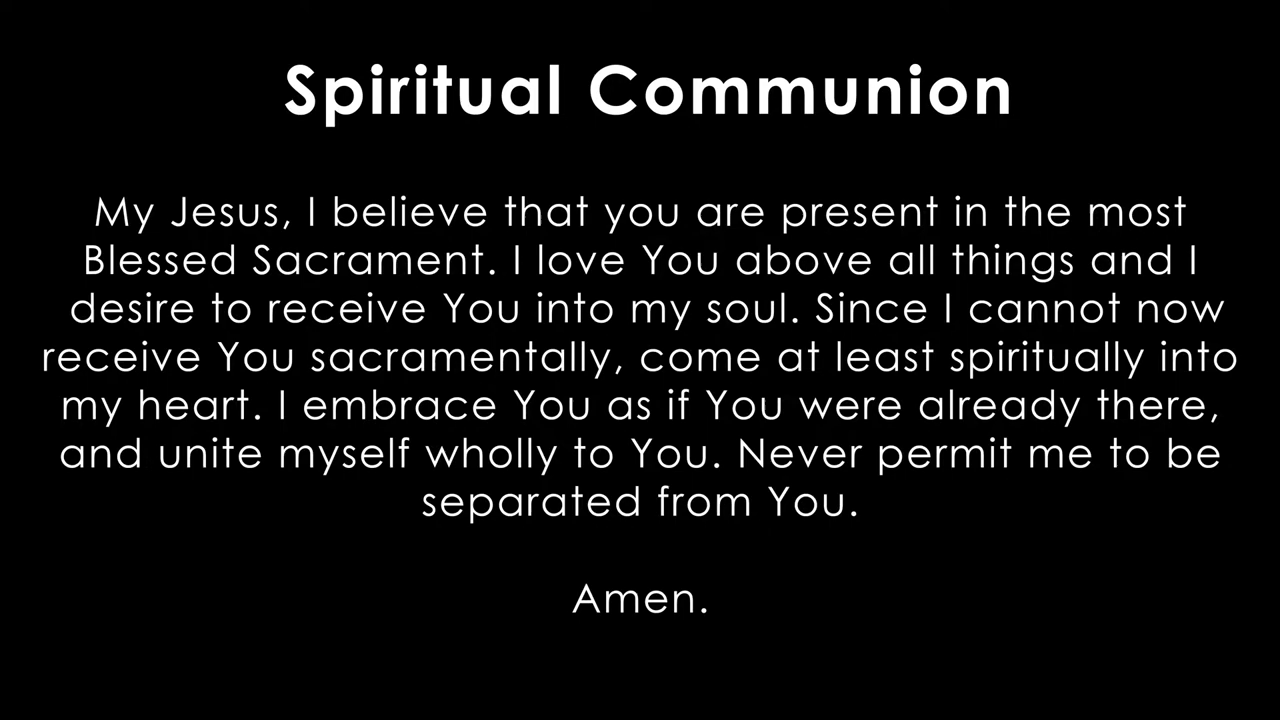 Spiritual Communion
My Jesus, I believe that you are present in the most
Blessed Sacrament. I love You above all things and I
desire to receive You into my soul. Since I cannot now
receive You sacramentally, come at least spiritually into
my heart. I embrace You as if You were already there,
and unite myself wholly to You. Never permit me to be
separated from You.
Amen.